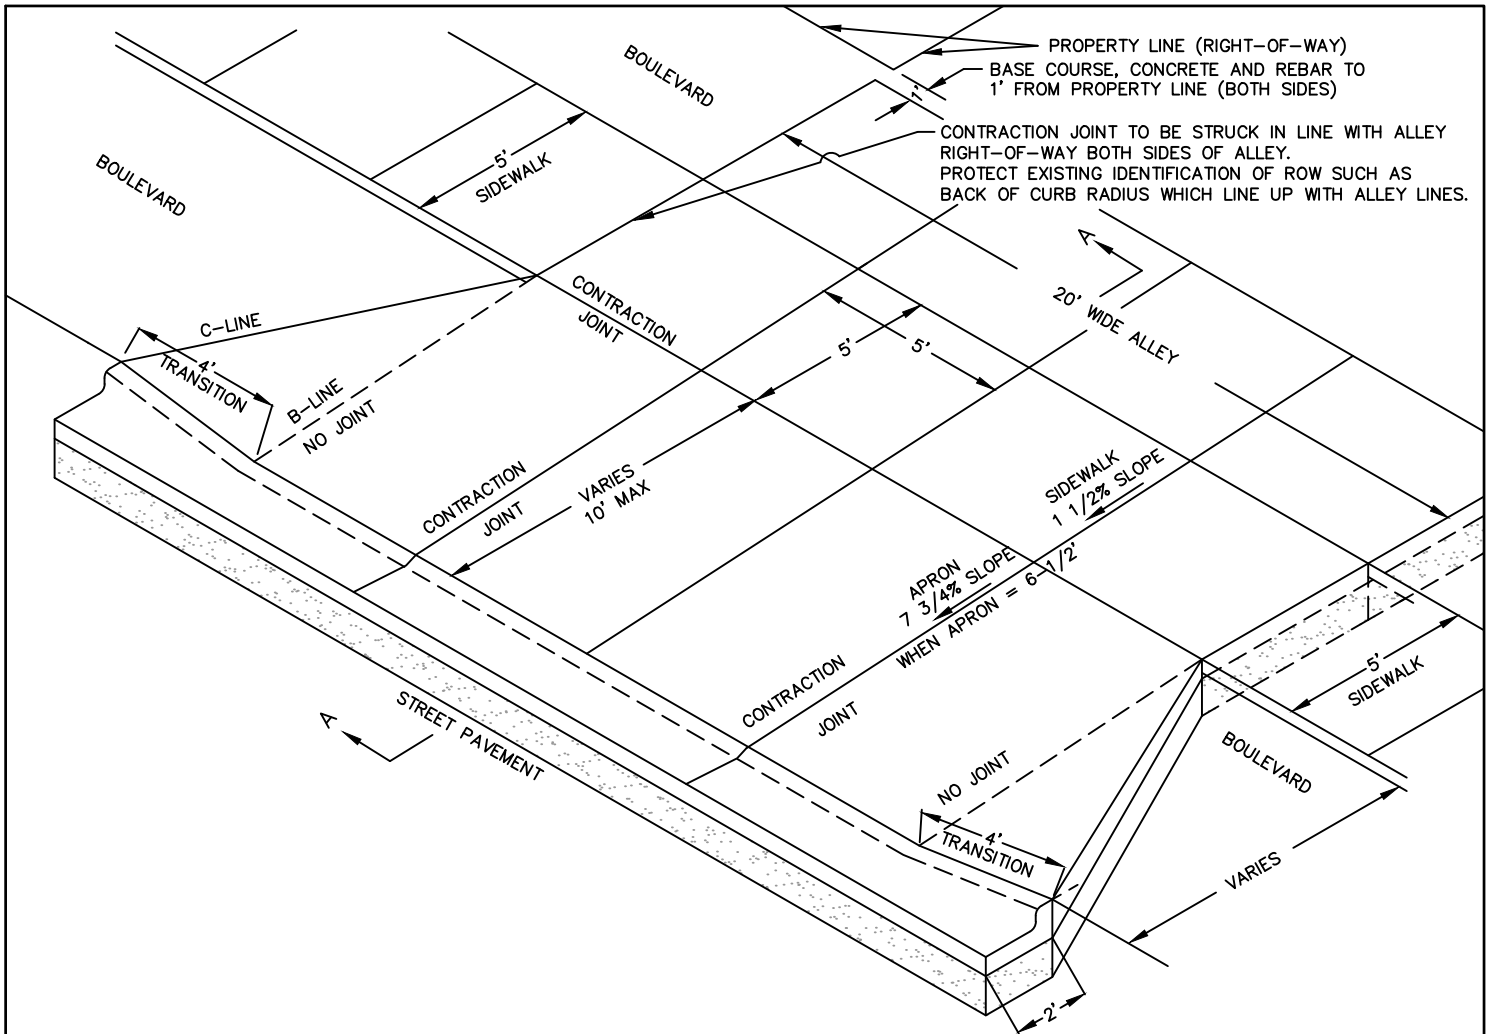 PROPERTY LINE (RIGHT-OF-WAY)
BASE COURSE, CONCRETE AND REBAR TO
1' FROM PROPERTY LINE (BOTH SIDES)
1'
BOULEVARD
CONTRACTION JOINT TO BE STRUCK IN LINE WITH ALLEY
RIGHT-OF-WAY BOTH SIDES OF ALLEY.
PROTECT EXISTING IDENTIFICATION OF ROW SUCH AS
BACK OF CURB RADIUS WHICH LINE UP WITH ALLEY LINES.
BOULEVARD
5'
SIDEWALK
A
20' WIDE ALLEY
CONTRACTION
JOINT
C-LINE
4'
TRANSITION
B-LINE
NO JOINT
5'
5'
CONTRACTION
JOINT
VARIES
10' MAX
SIDEWALK
1 1/2% SLOPE
APRON
7 3/4% SLOPE
WHEN APRON = 6-1/2'
CONTRACTION
JOINT
5'
SIDEWALK
A
STREET PAVEMENT
NO JOINT
BOULEVARD
4'
TRANSITION
VARIES
2'